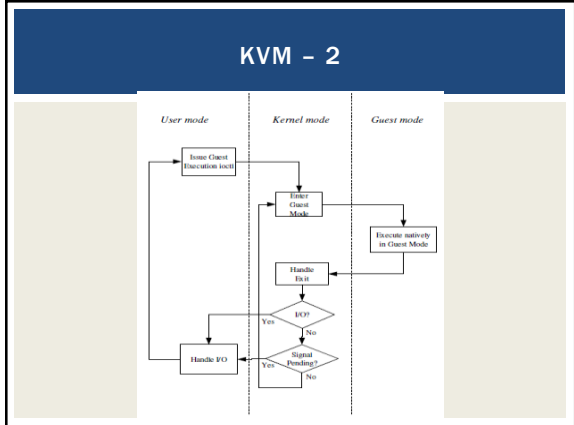 KVM – 2
User mode
Kernel mode
Guest mode
Issue Guest
Execution ioctl
Enter
Guest
Mode
Execute natively
in Guest Mode
Handle
Exit
I/O?
Yes
No
Handle I/O
Signal
Pending?
Yes
No